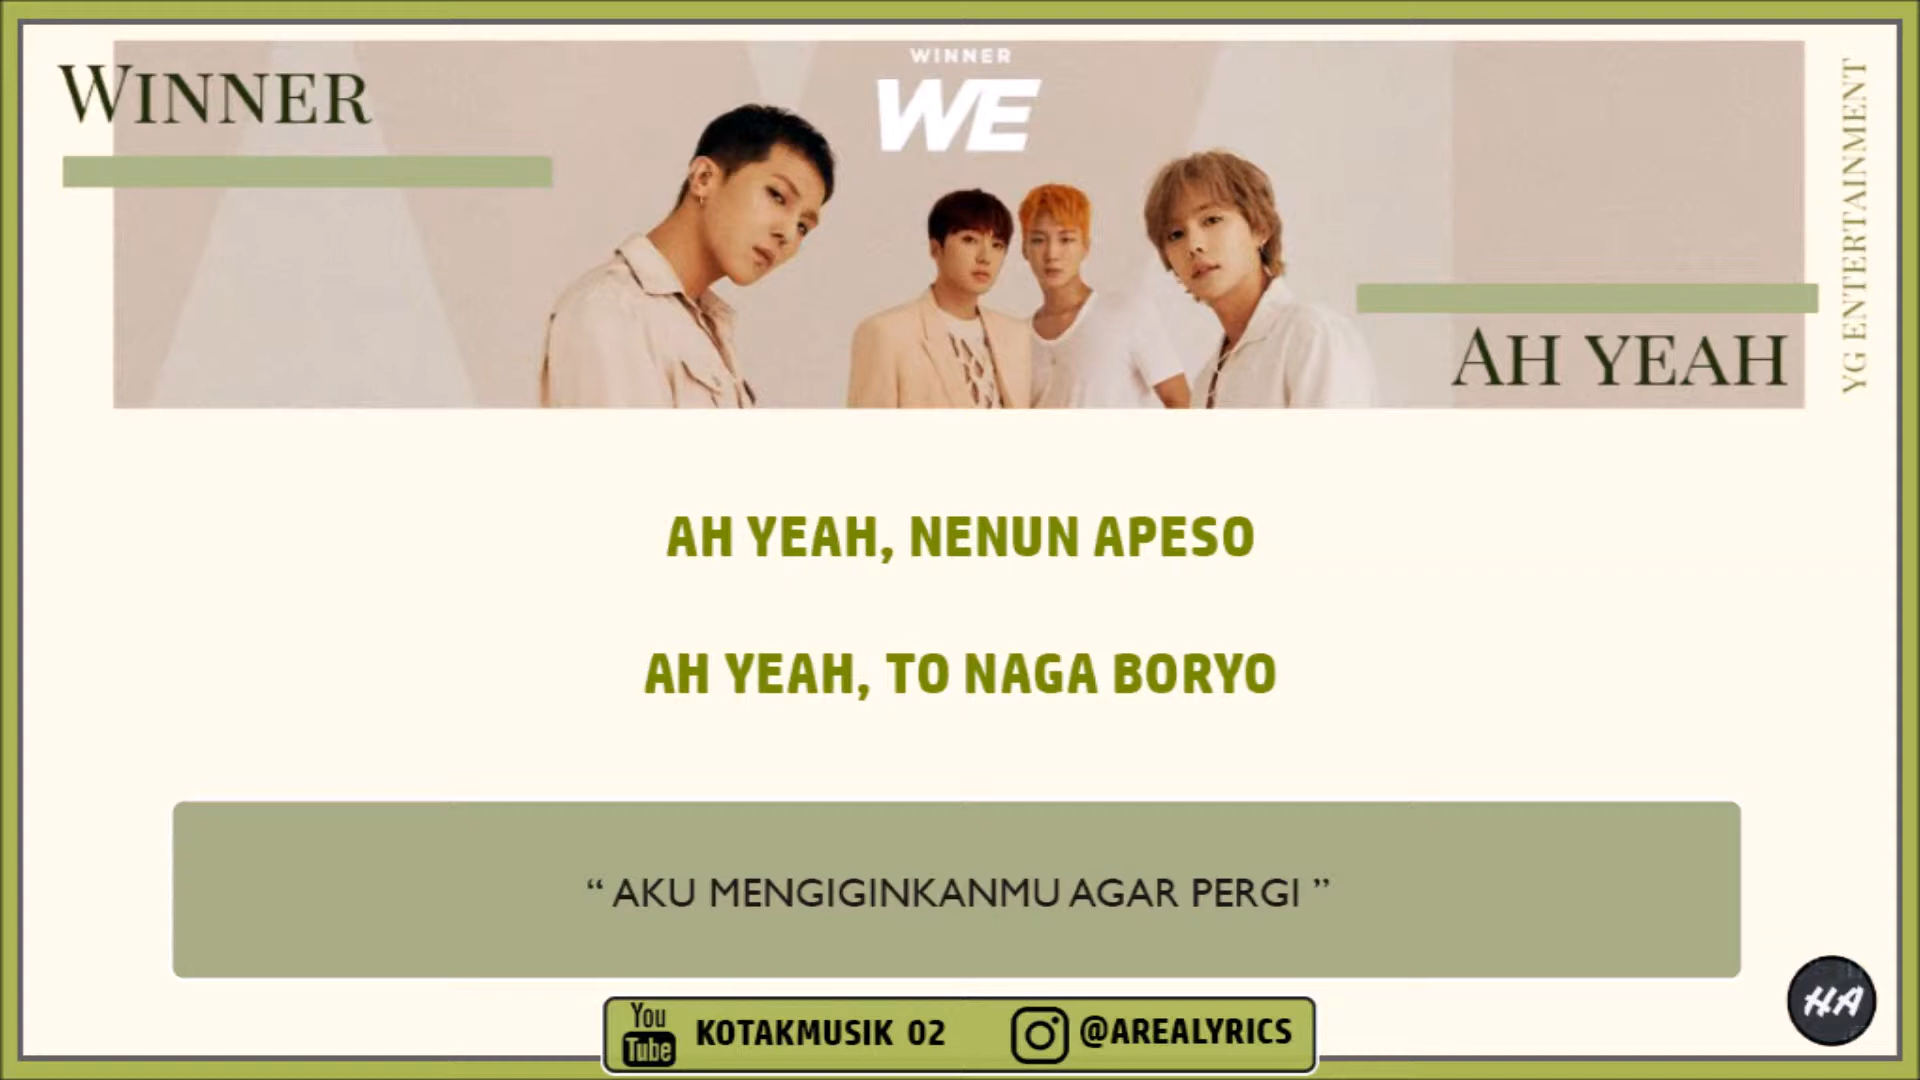 WINNER
WINNER
WE
AH YEAH
YG ENTERTAINMENT
AH YEAH, NENUN APESO
AH YEAH, TO NAGA BORYO
“ AKU MENGIGINKANMU AGAR PERGI ”
You Tube KOTAKMUSIK 02 @AREALYRICS
HA